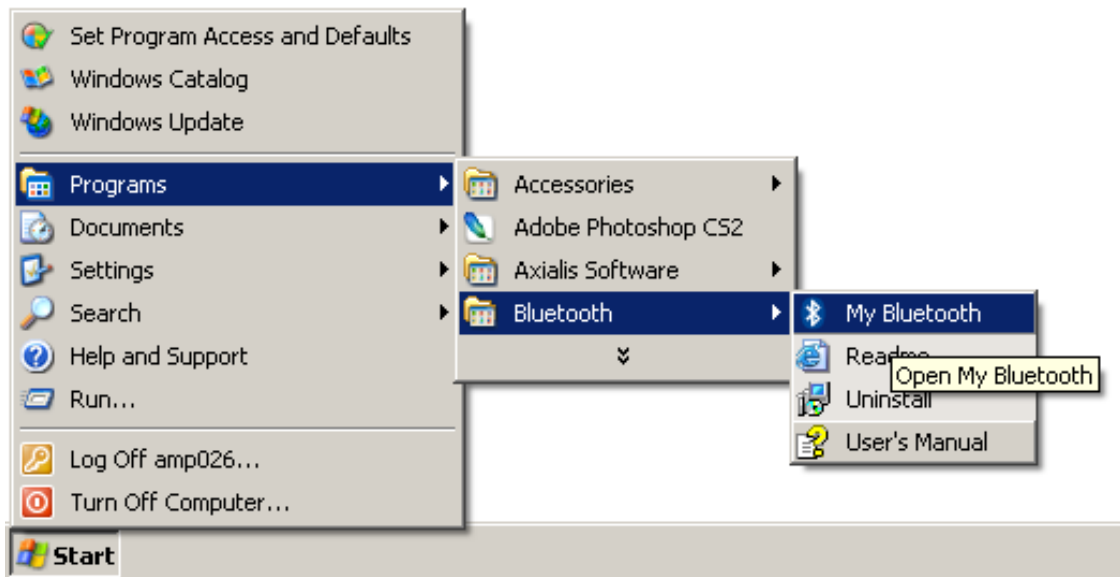 Set Program Access and Defaults
Windows Catalog
Windows Update
Programs
Documents
Settings
Search
Help and Support
Run...
Log Off amp026...
Turn Off Computer...
Start
Accessories
Adobe Photoshop CS2
Axialis Software
Bluetooth
My Bluetooth
Readme
Open My Bluetooth
Uninstall
User's Manual